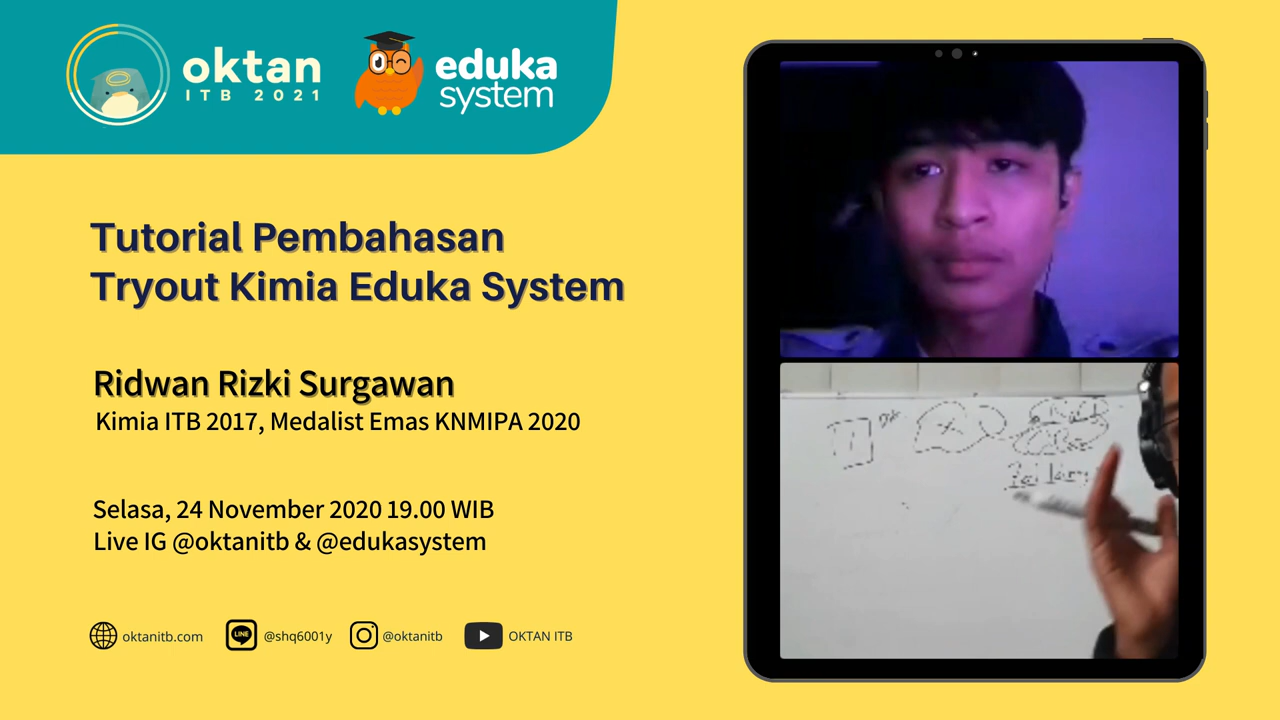 oktan
ITB 2021
eduka
system
Tutorial Pembahasan
Tryout Kimia Eduka System
Ridwan Rizki Surgawan
Kimia ITB 2017, Medalist Emas KNMIPA 2020
Selasa, 24 November 2020 19.00 WIB
Live IG @oktanitb & @edukasystem
oktanitb.com
LINE
@shq6001y
@oktanitb
OKTAN ITB